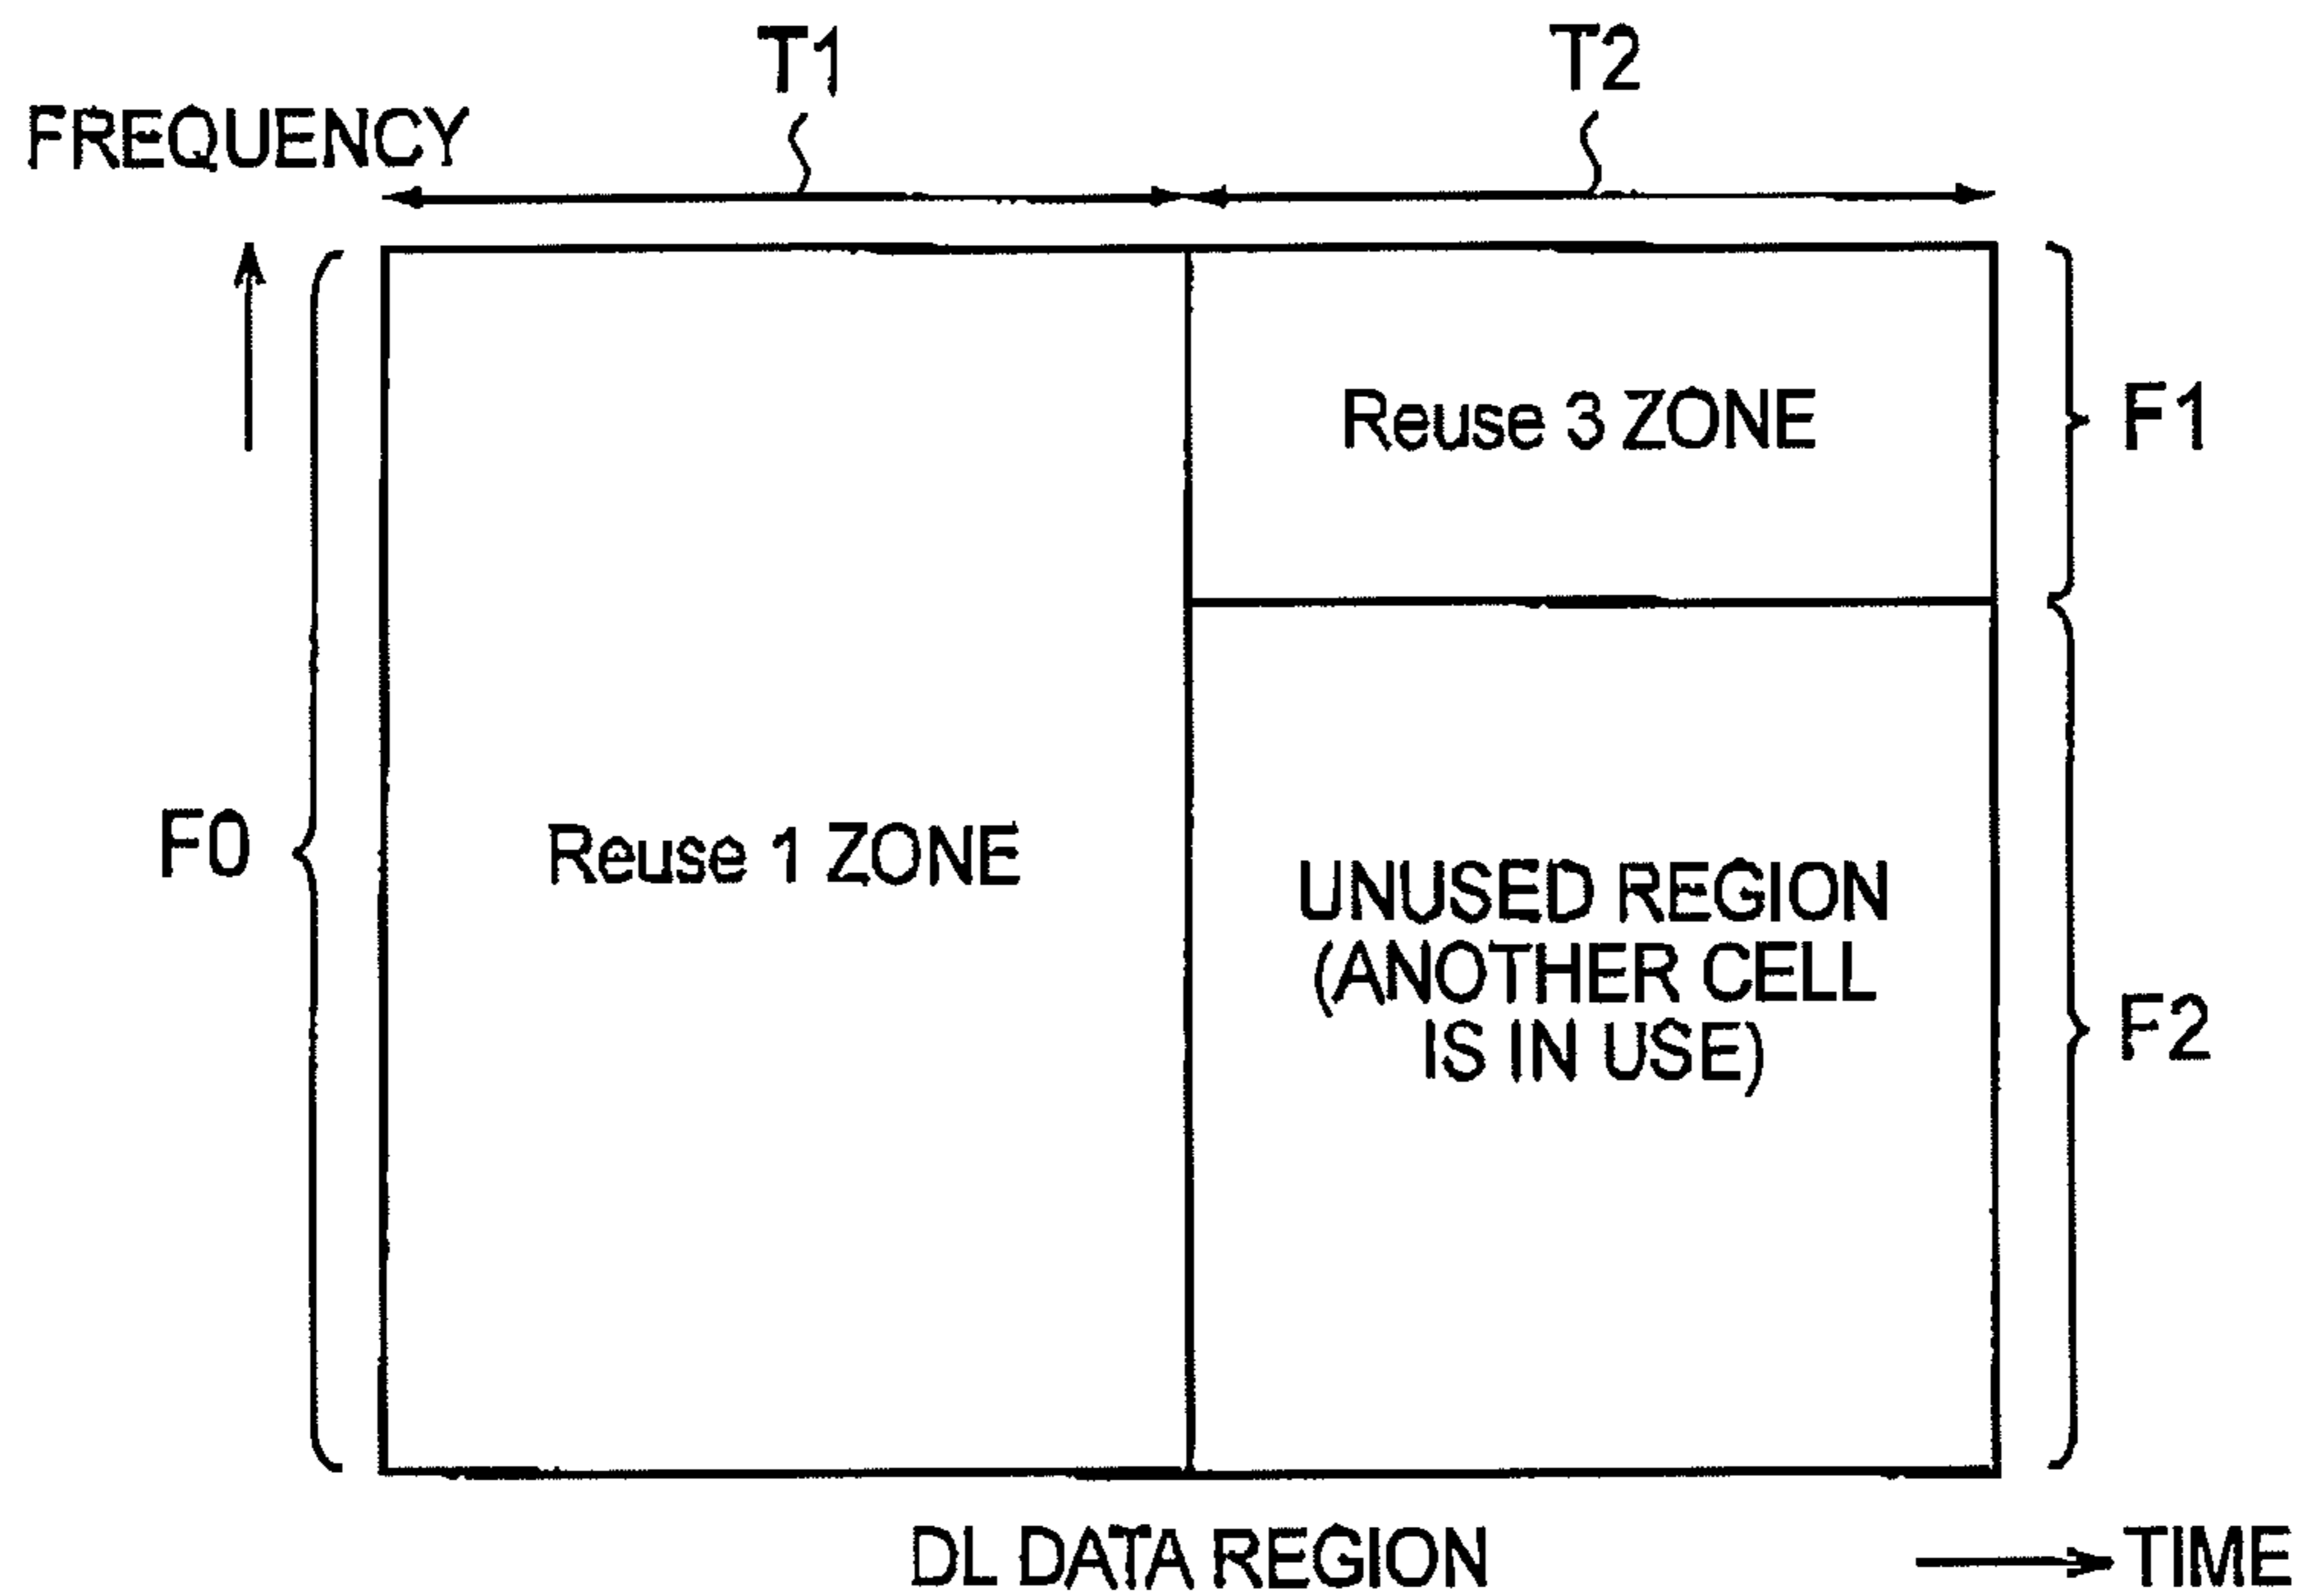 T1
T2
FREQUENCY
Reuse 3 ZONE
F1
F0
Reuse 1 ZONE
UNUSED REGION
(ANOTHER CELL
IS IN USE)
F2
DL DATA REGION
TIME